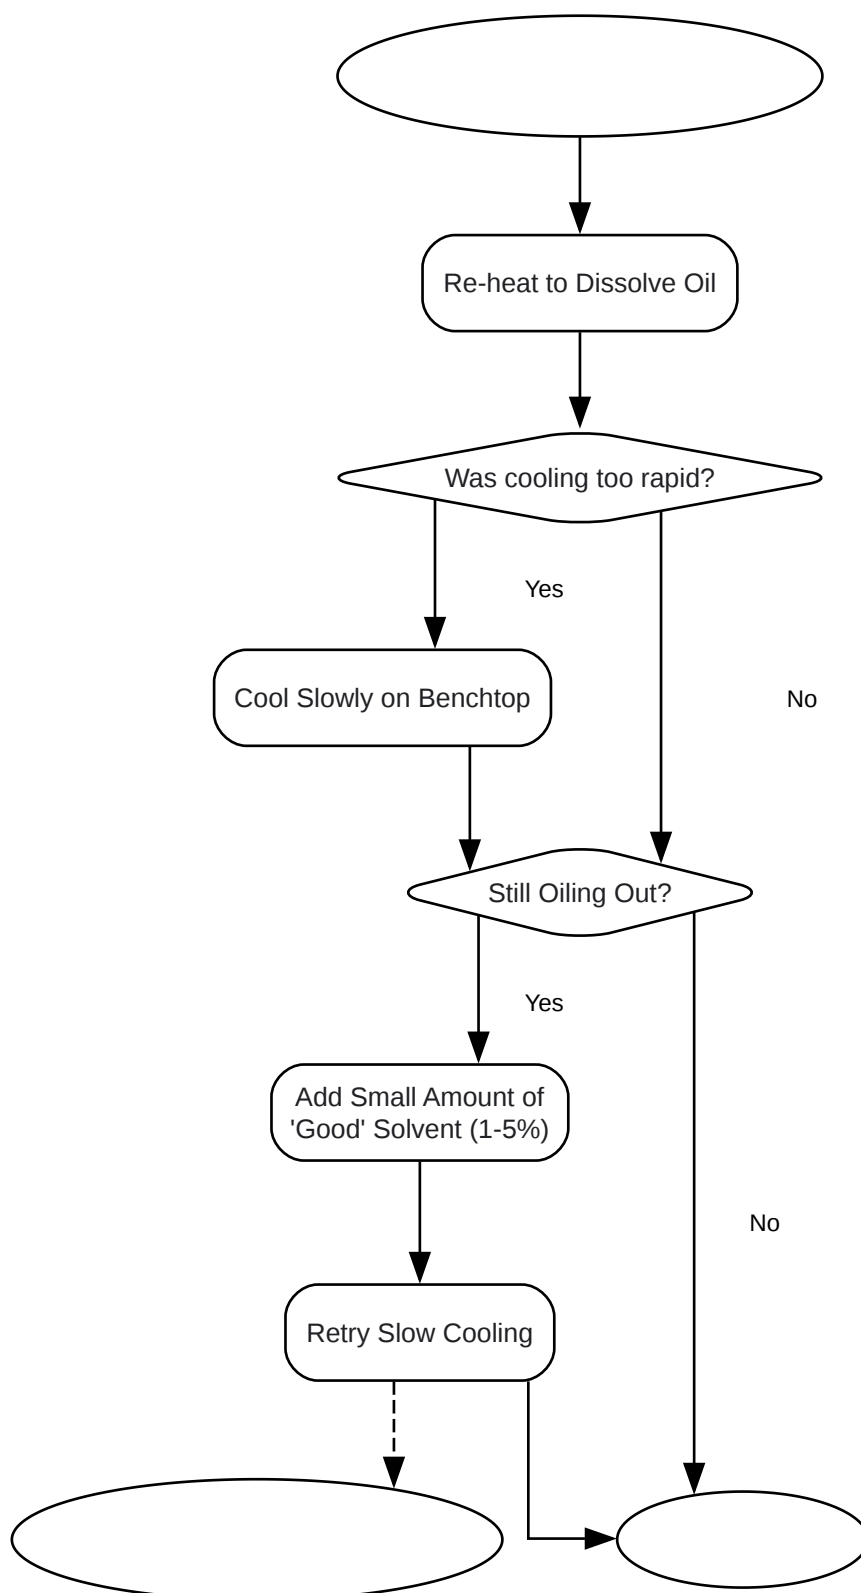 Re-heat to Dissolve Oil
Was cooling too rapid?
Yes
Cool Slowly on Benchtop
No
Still Oiling Out?
Yes
Add Small Amount of
'Good' Solvent (1-5%)
No
Retry Slow Cooling